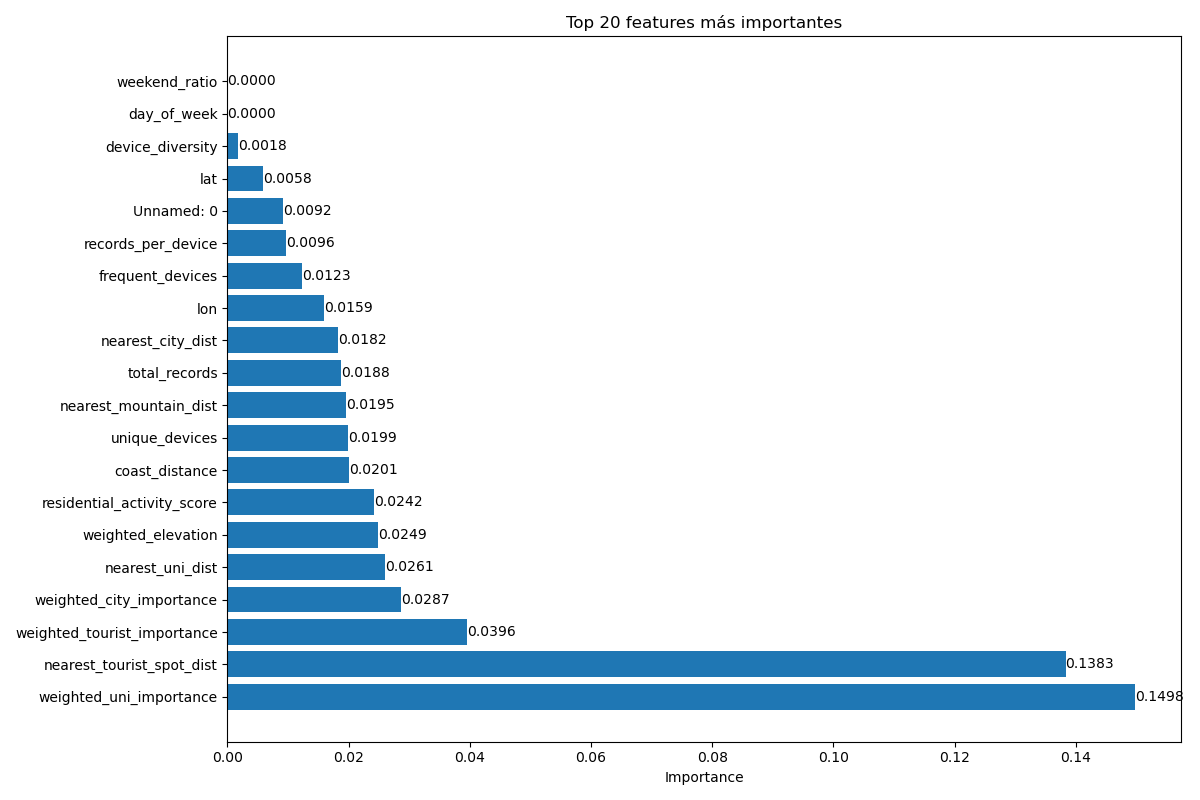 Top 20 features más importantes
weekend_ratio 0.0000
day_of_week 0.0000
device_diversity 0.0018
lat 0.0058
Unnamed: 0 0.0092
records_per_device 0.0096
frequent_devices 0.0123
lon 0.0159
nearest_city_dist 0.0182
total_records 0.0188
nearest_mountain_dist 0.0195
unique_devices 0.0199
coast_distance 0.0201
residential_activity_score 0.0242
weighted_elevation 0.0249
nearest_uni_dist 0.0261
weighted_city_importance 0.0287
weighted_tourist_importance 0.0396
nearest_tourist_spot_dist 0.1383
weighted_uni_importance 0.1498
0.00 0.02 0.04 0.06 0.08 0.10 0.12 0.14
Importance